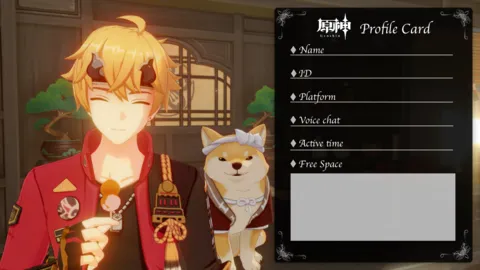 原神
Profile Card
Name
ID
Platform
Voice chat
Active time
Free Space